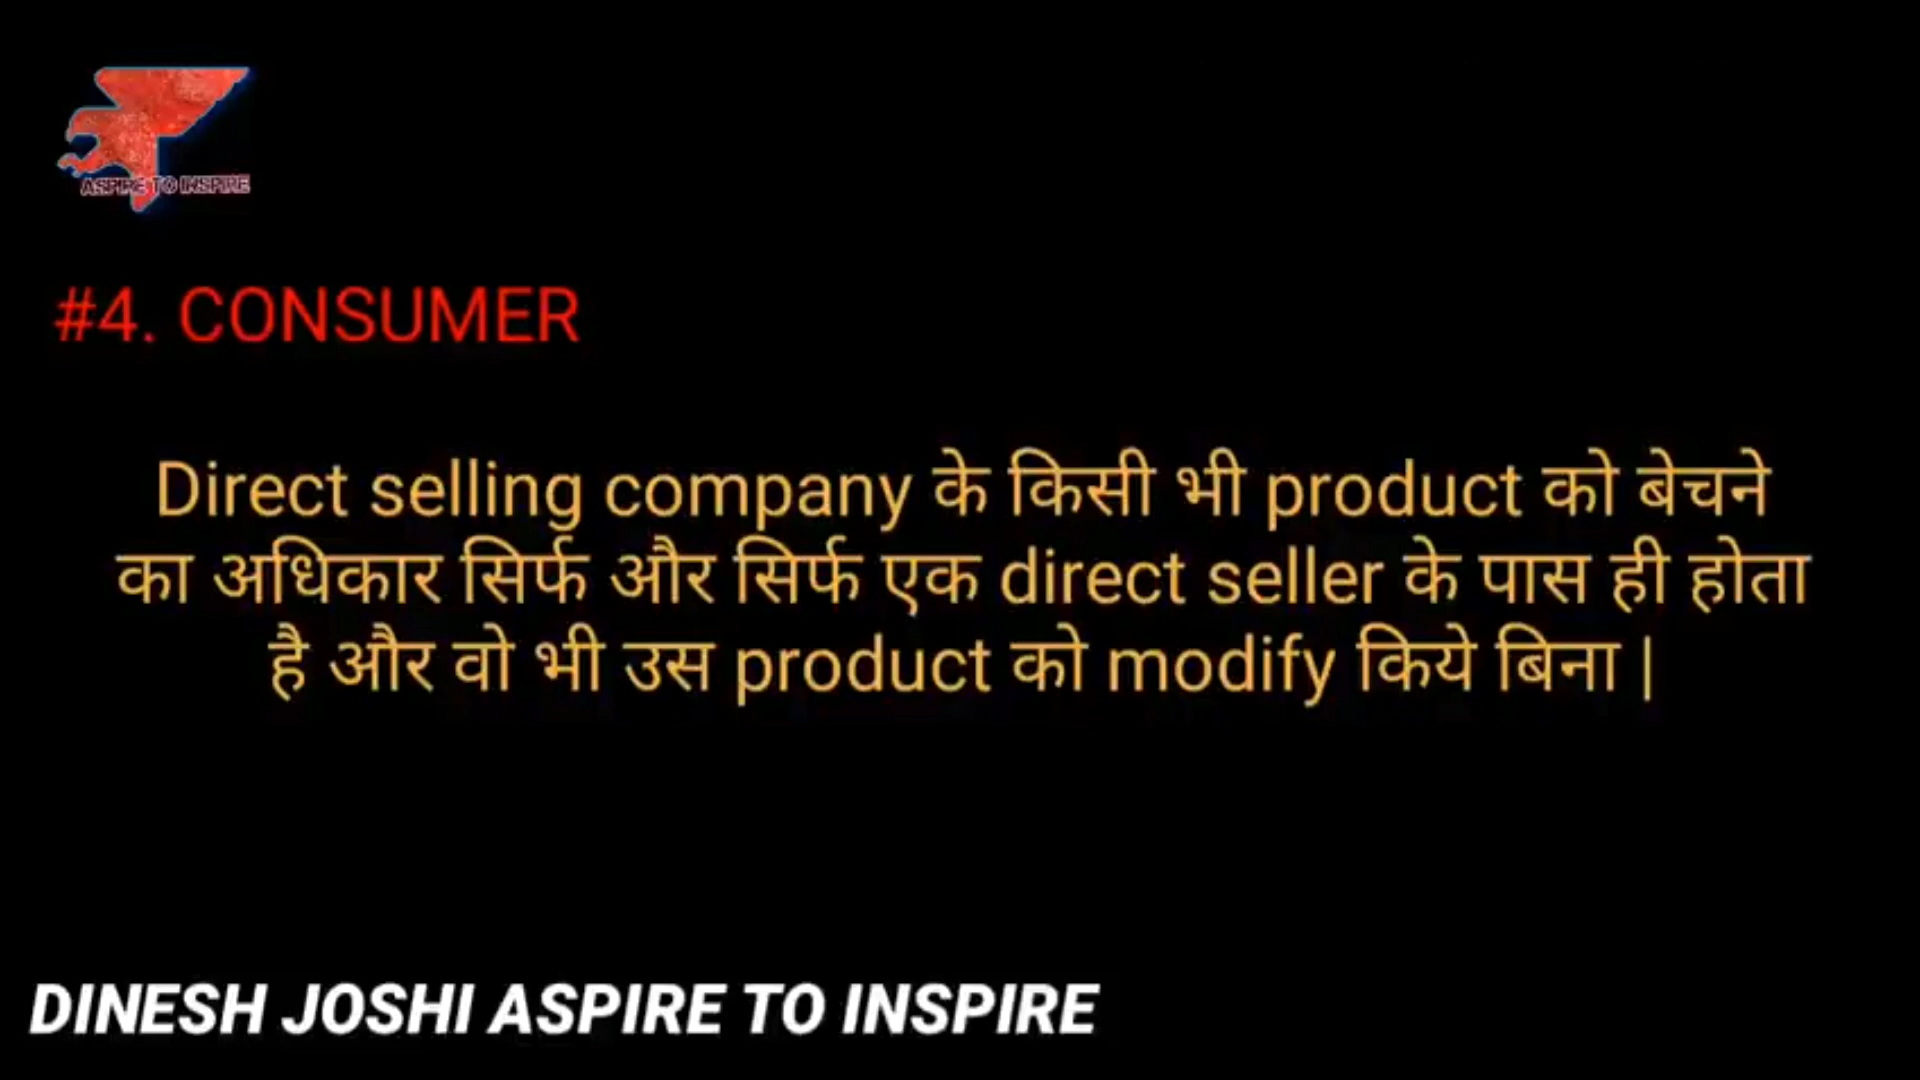 ASPIRE TO INSPIRE
#4. CONSUMER
Direct selling company के किसी भी product को बेचने
का अधिकार सिर्फ और सिर्फ एक direct seller के पास ही होता
है और वो भी उस product को modify किये बिना |
DINESH JOSHI ASPIRE TO INSPIRE